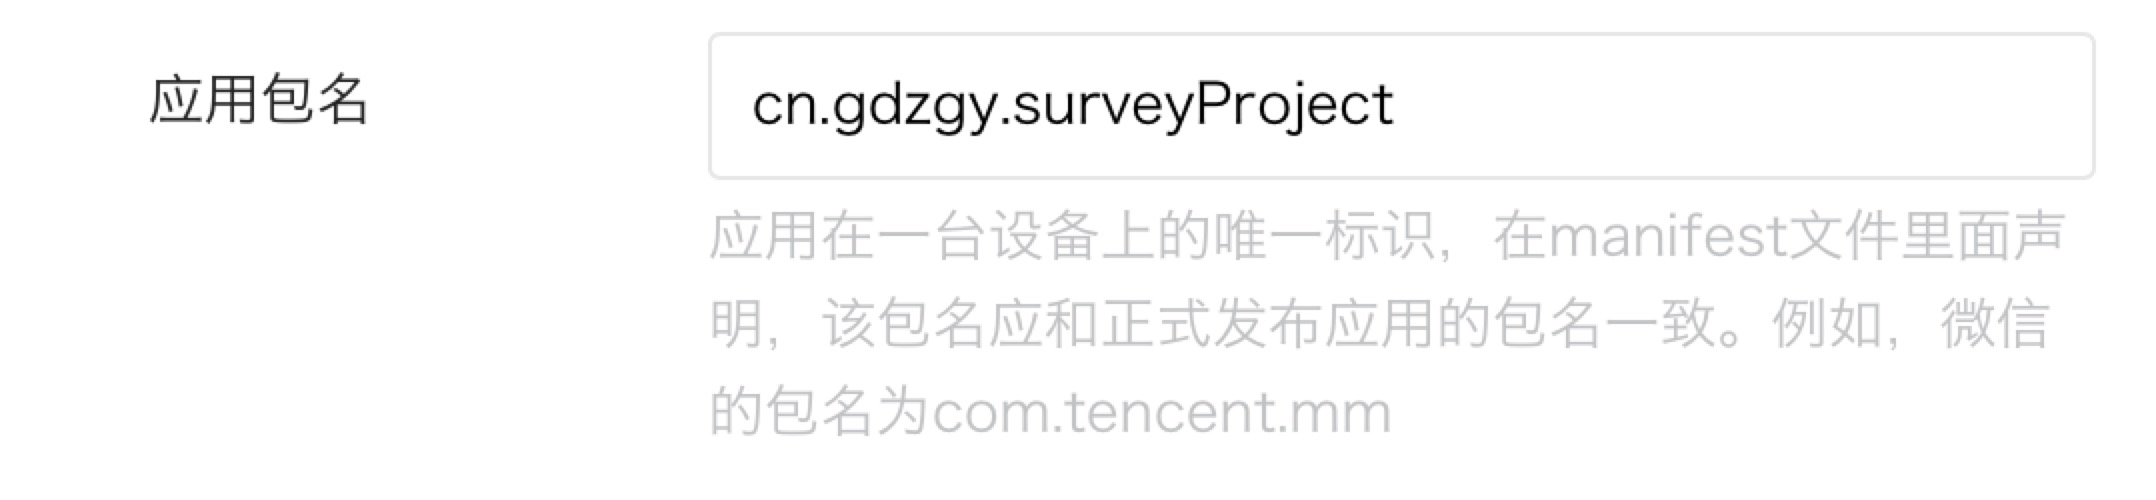 应用包名
cn.gdzgy.surveyProject
应用在一台设备上的唯一标识，在manifest文件里面声
明，该包名应和正式发布应用的包名一致。例如，微信
的包名为com.tencent.mm